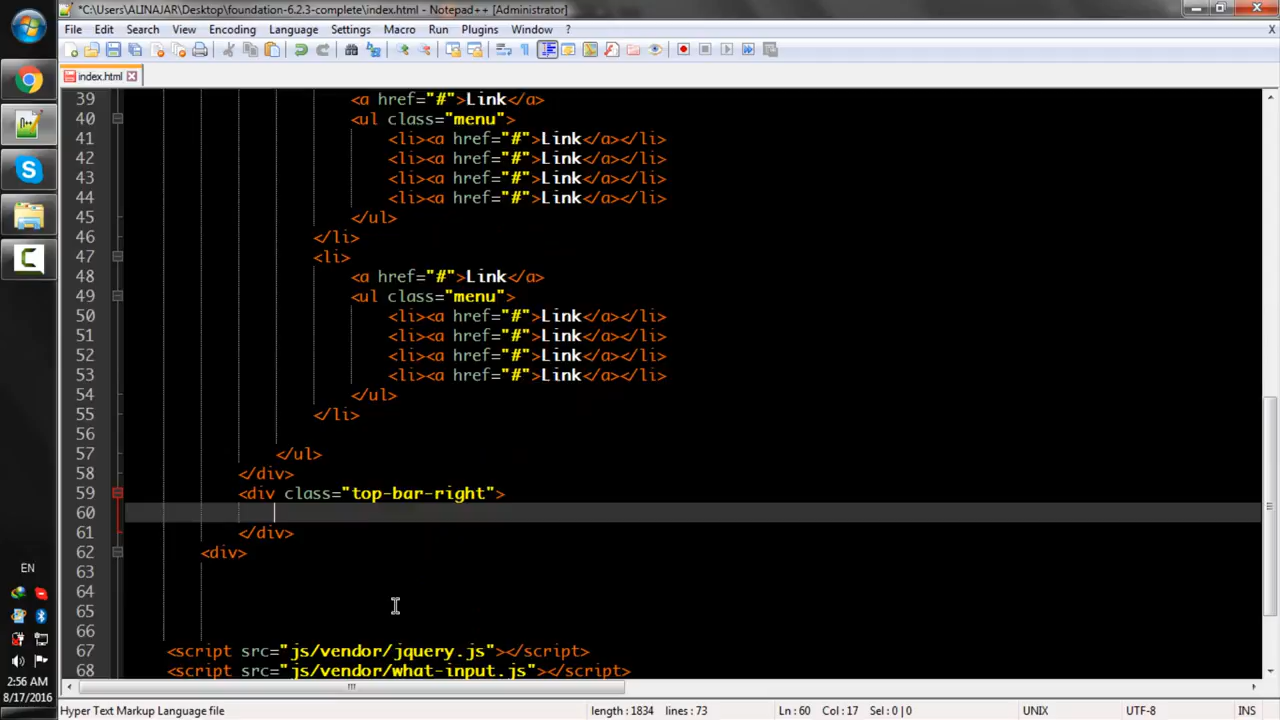 *C:\Users\ALINAJAR\Desktop\foundation-6.2.3-complete\index.html - Notepad++ [Administrator]
File Edit Search View Encoding Language Settings Macro Run Plugins Window ? X
index.html
39 <a href="#">Link</a>
40 <ul class="menu">
41 <li><a href="#">Link</a></li>
42 <li><a href="#">Link</a></li>
43 <li><a href="#">Link</a></li>
44 <li><a href="#">Link</a></li>
45 </ul>
46 </li>
47 <li>
48 <a href="#">Link</a>
49 <ul class="menu">
50 <li><a href="#">Link</a></li>
51 <li><a href="#">Link</a></li>
52 <li><a href="#">Link</a></li>
53 <li><a href="#">Link</a></li>
54 </ul>
55 </li>
56
57 </ul>
58 </div>
59 <div class="top-bar-right">
60
61 </div>
62 <div>
63
64
65
66
67 <script src="js/vendor/jquery.js"></script>
68 <script src="js/vendor/what-input.js"></script>
EN
2:56 AM
8/17/2016
Hyper Text Markup Language file length : 1834 lines : 73 Ln : 60 Col : 17 Sel : 0 | 0 UNIX UTF-8 INS